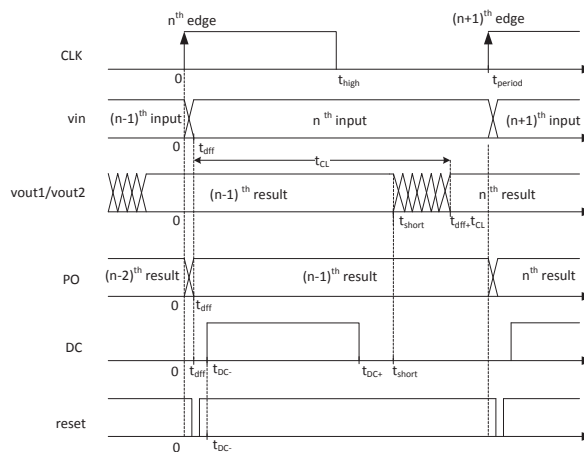 nth edge (n+1)th edge
CLK
0 thigh tperiod
vin (n-1)th input nth input (n+1)th input
0 tdff
tCL
vout1/vout2 (n-1)th result nth result
0 tshort tdff+tCL
PO (n-2)th result (n-1)th result nth result
0 tdff
DC
0 tdff tDC- tDC+ tshort
reset
0 tDC-